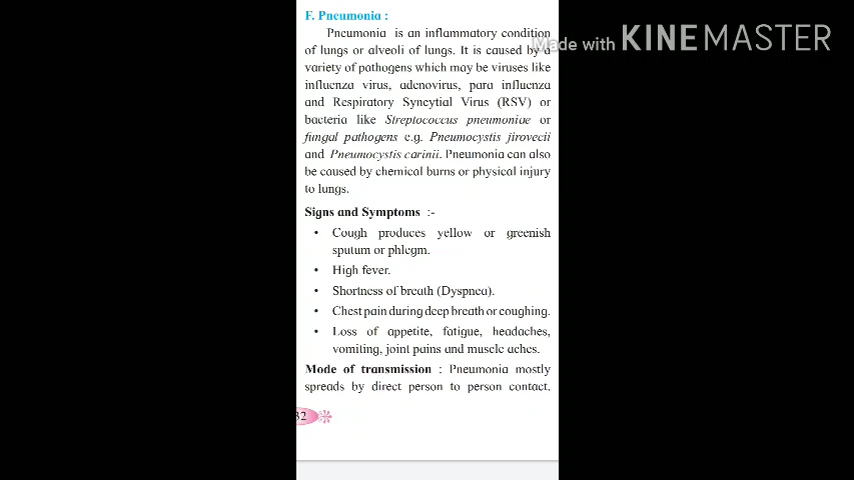 F. Pneumonia :
Pneumonia is an inflammatory condition
of lungs or alveoli of lungs. It is caused by a
variety of pathogens which may be viruses like
influenza virus, adenovirus, para influenza
and Respiratory Syncytial Virus (RSV) or
bacteria like Streptococcus pneumoniae or
fungal pathogens e.g. Pneumocystis jirovecii
and Pneumocystis carinii. Pneumonia can also
be caused by chemical burns or physical injury
to lungs.
Signs and Symptoms :-
• Cough produces yellow or greenish
sputum or phlegm.
• High fever.
• Shortness of breath (Dyspnea).
• Chest pain during deep breath or coughing.
• Loss of appetite, fatigue, headaches,
vomiting, joint pains and muscle aches.
Mode of transmission : Pneumonia mostly
spreads by direct person to person contact.
32
Made with KINEMASTER